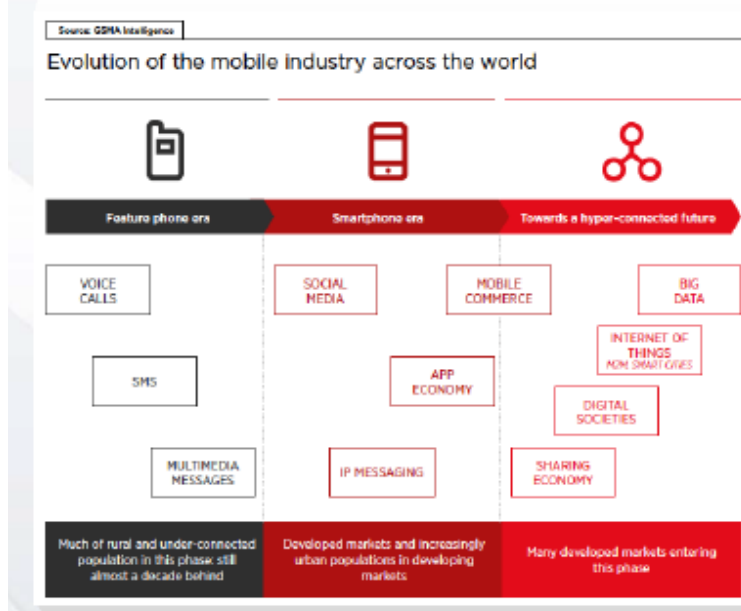 Source: GSMA Intelligence
Evolution of the mobile industry across the world
Feature phone era
Smartphone era
Towards a hyper-connected future
VOICE
CALLS
SOCIAL
MEDIA
MOBILE
COMMERCE
BIG
DATA
INTERNET OF
THINGS
M2M, SMART CITIES
SMS
APP
ECONOMY
DIGITAL
SOCIETIES
MULTIMEDIA
MESSAGES
IP MESSAGING
SHARING
ECONOMY
Much of rural and under-connected
population in this phase: still
almost a decade behind
Developed markets and increasingly
urban populations in developing
markets
Many developed markets entering
this phase